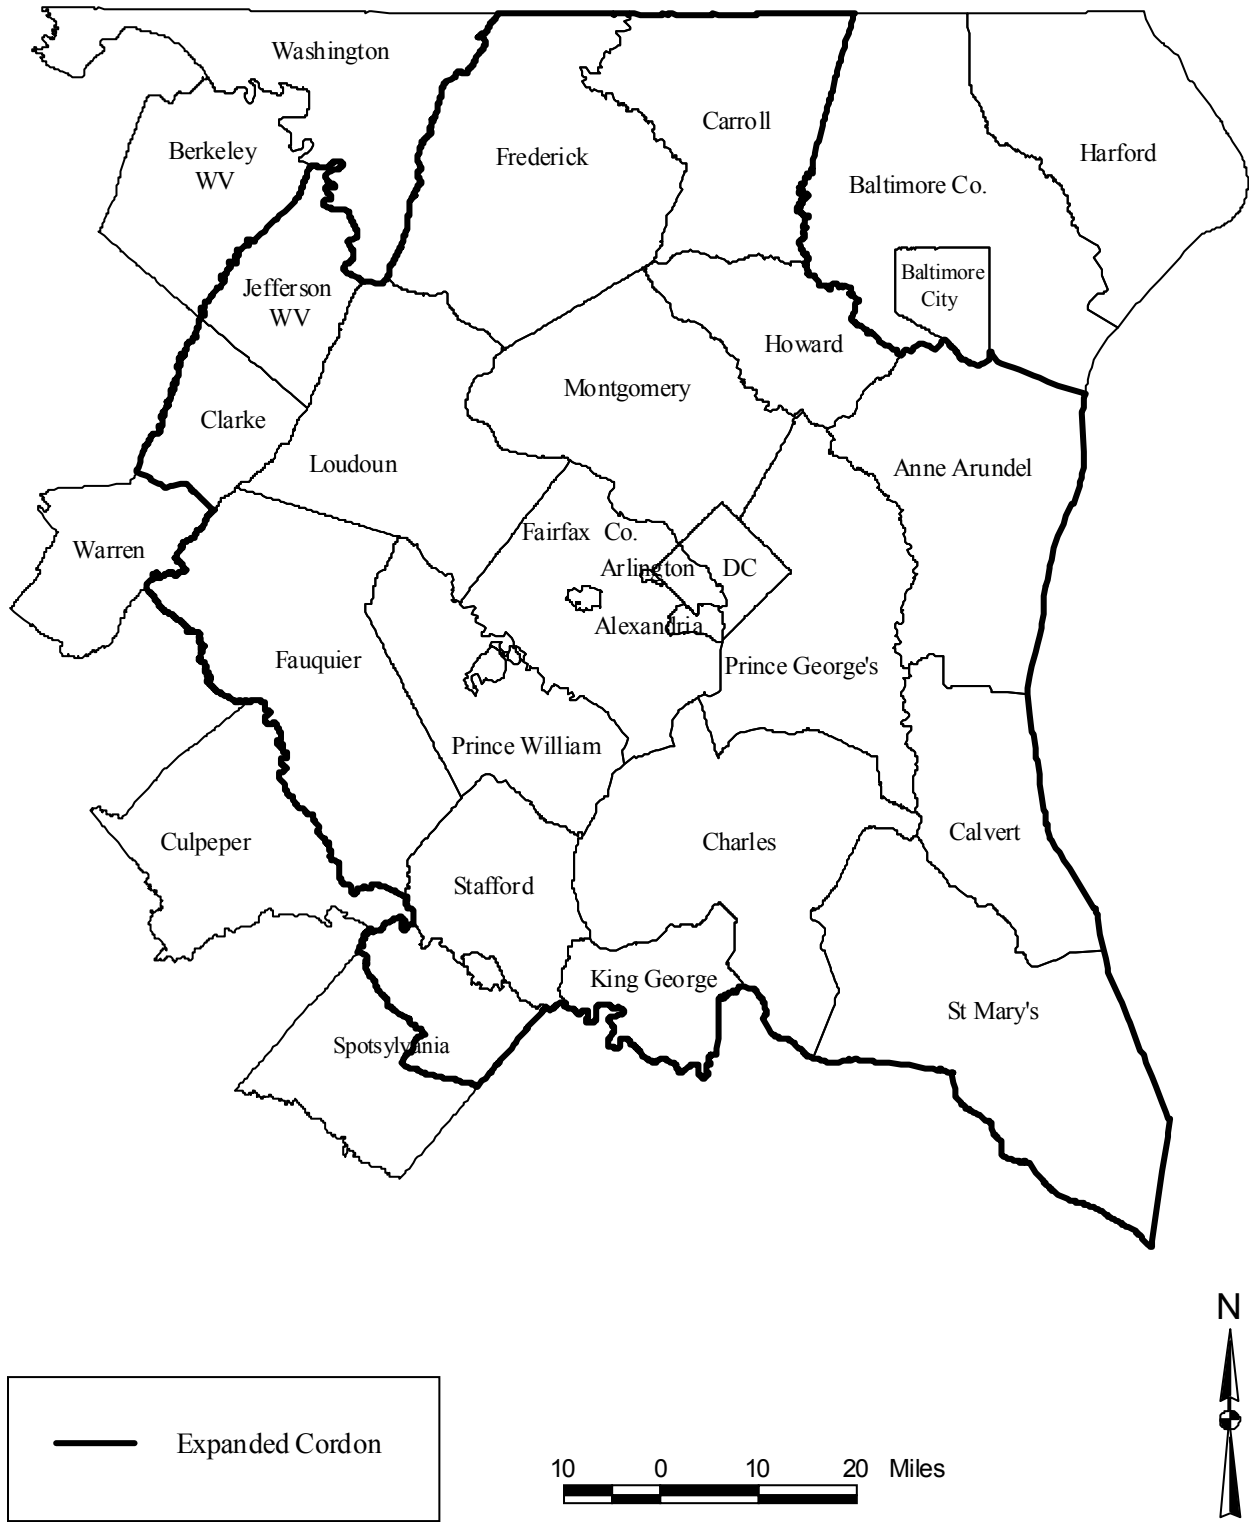 Washington
Carroll
Berkeley
WV
Frederick
Harford
Baltimore Co.
Baltimore
City
Jefferson
WV
Howard
Montgomery
Clarke
Loudoun
Anne Arundel
Fairfax Co.
Warren
Arlington
DC
Alexandria
Fauquier
Prince George's
Prince William
Culpeper
Charles
Calvert
Stafford
King George
St Mary's
Spotsylvania
N
Expanded Cordon
10 0 10 20 Miles